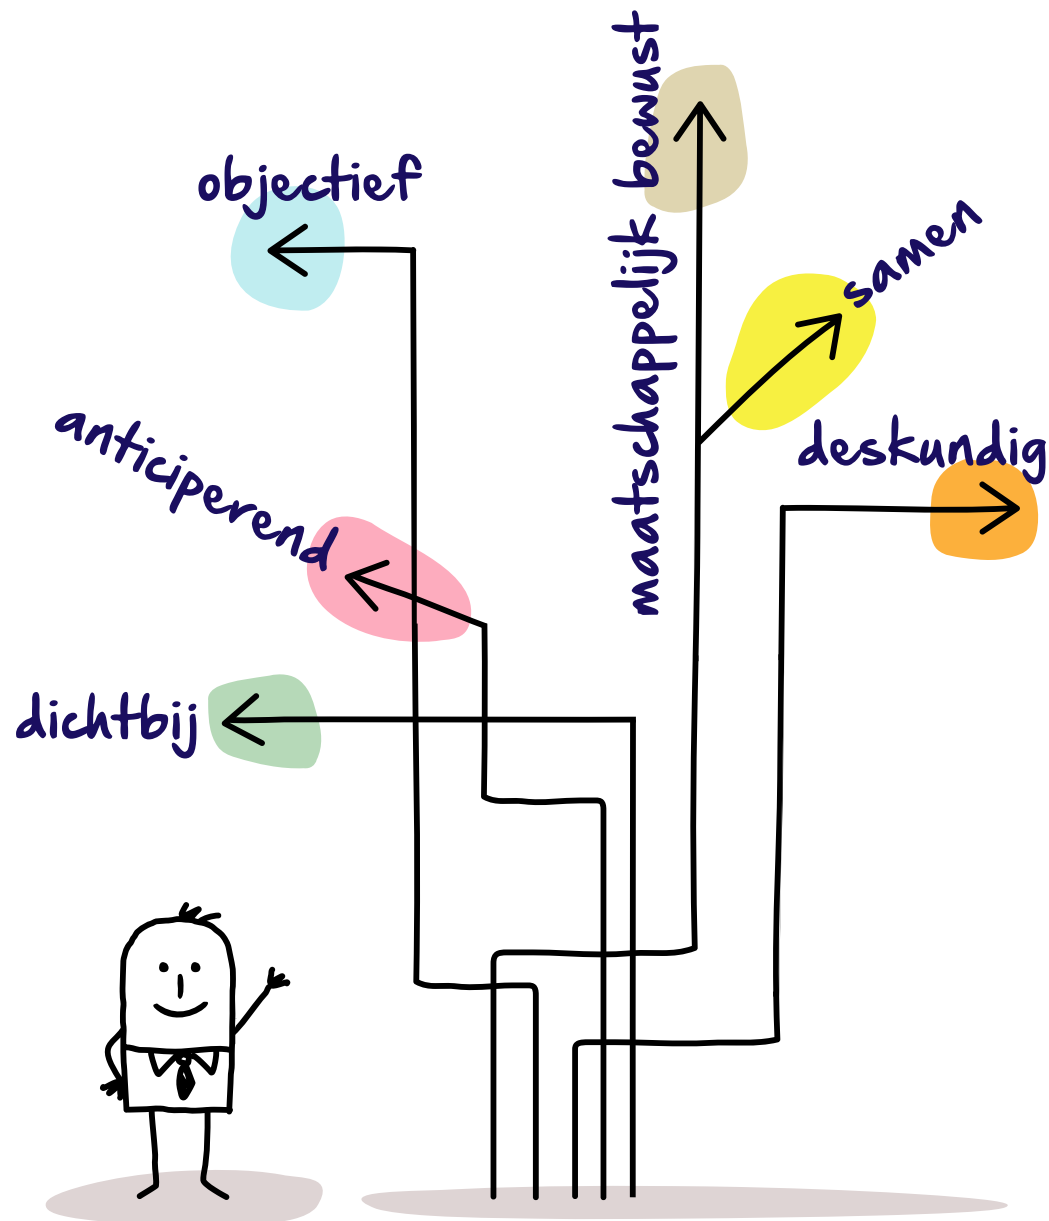 maatschappelijk bewust
objectief
samen
anticiperend
deskundig
dichtbij